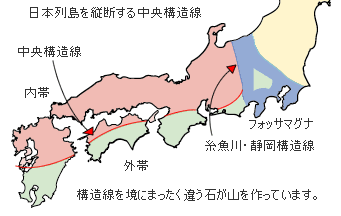 日本列島を縦断する中央構造線
中央構造線
内帯
フォッサマグナ
糸魚川・静岡構造線
外帯
構造線を境にまったく違う石が山を作っています。